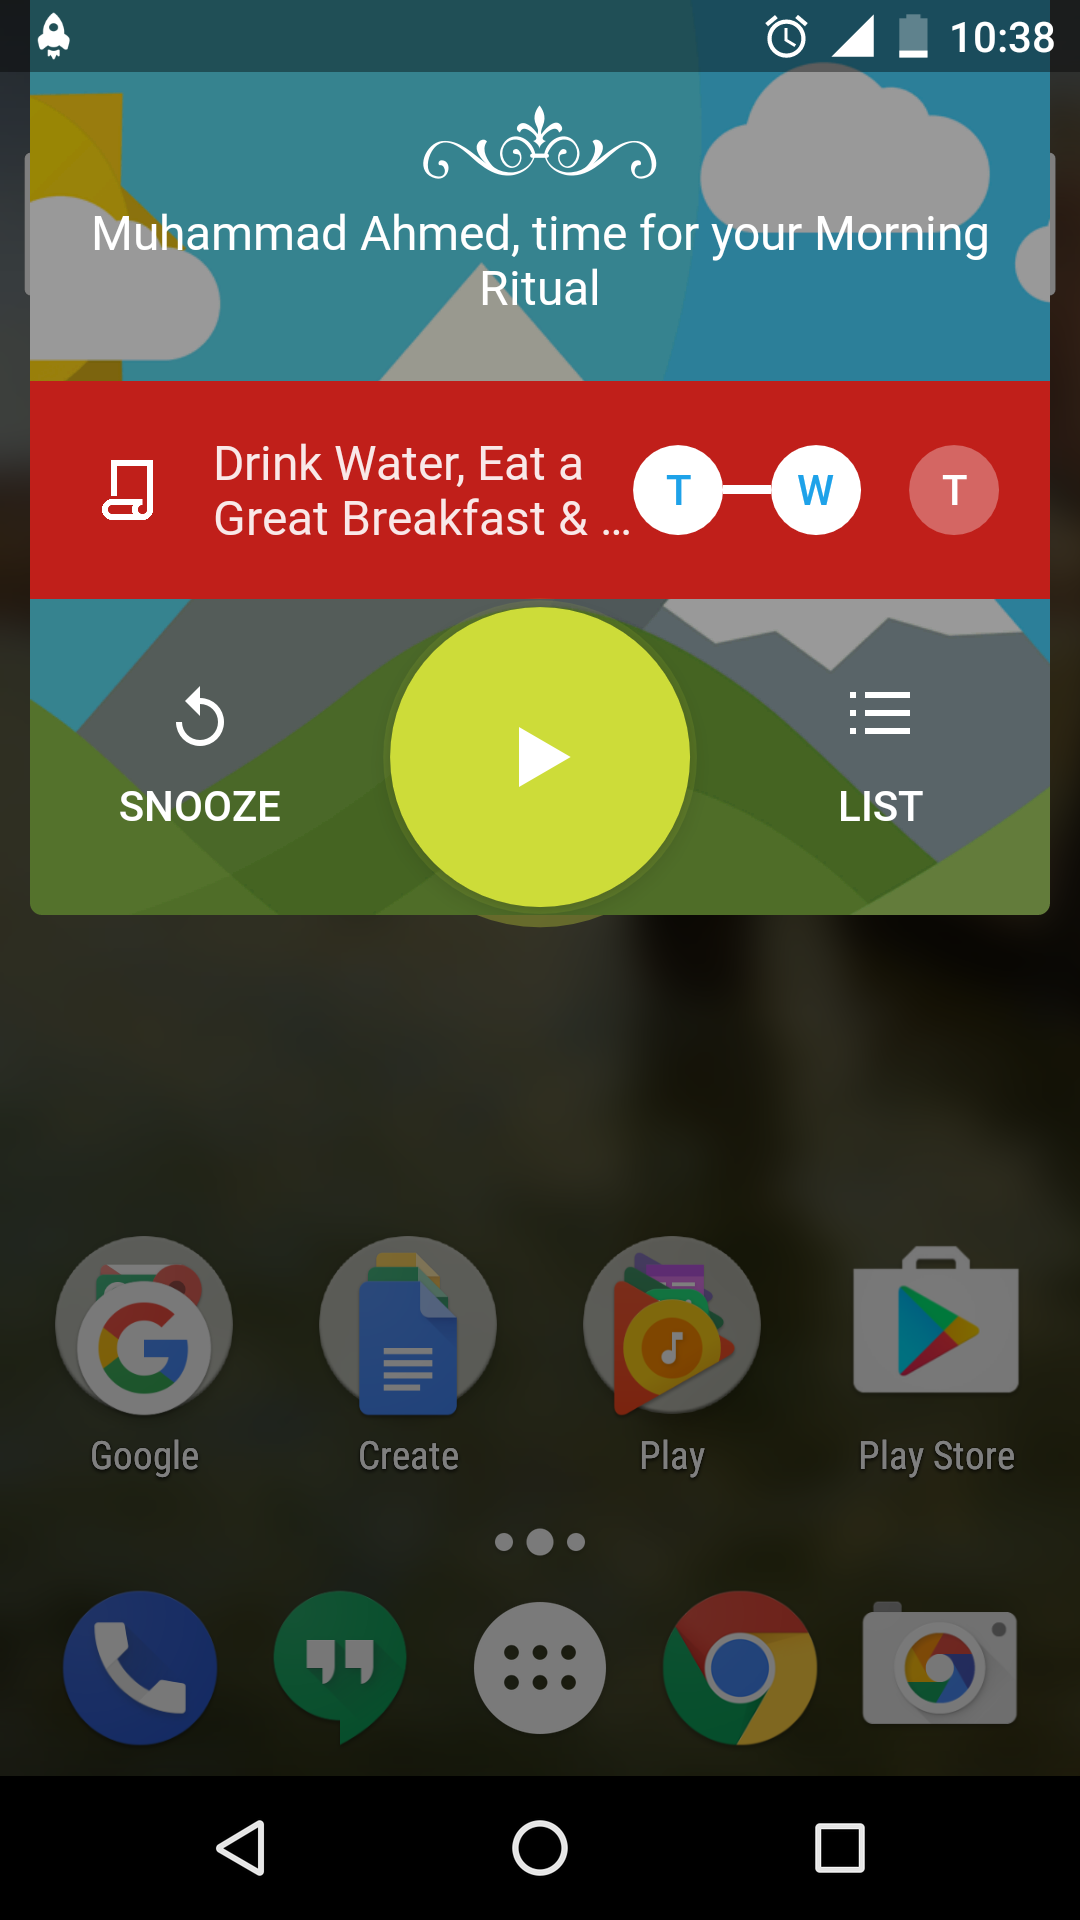 10:38
Muhammad Ahmed, time for your Morning
Ritual
Drink Water, Eat a
Great Breakfast & …
T W T
SNOOZE
LIST
Google
Create
Play
Play Store